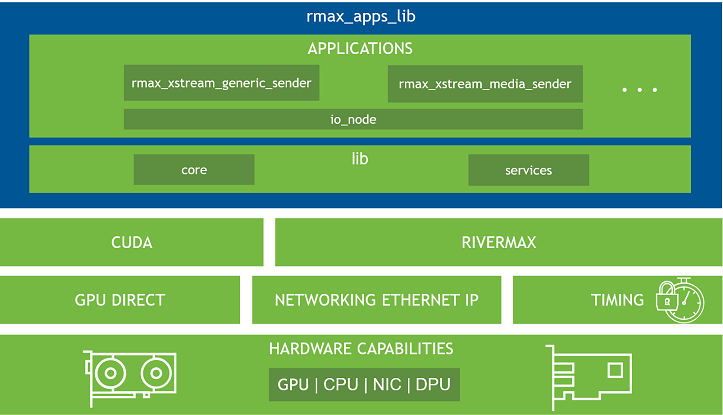 rmax_apps_lib
APPLICATIONS
rmax_xstream_generic_sender
rmax_xstream_media_sender
...
io_node
lib
core
services
CUDA
RIVERMAX
GPU DIRECT
NETWORKING ETHERNET IP
TIMING
HARDWARE CAPABILITIES
GPU | CPU | NIC | DPU